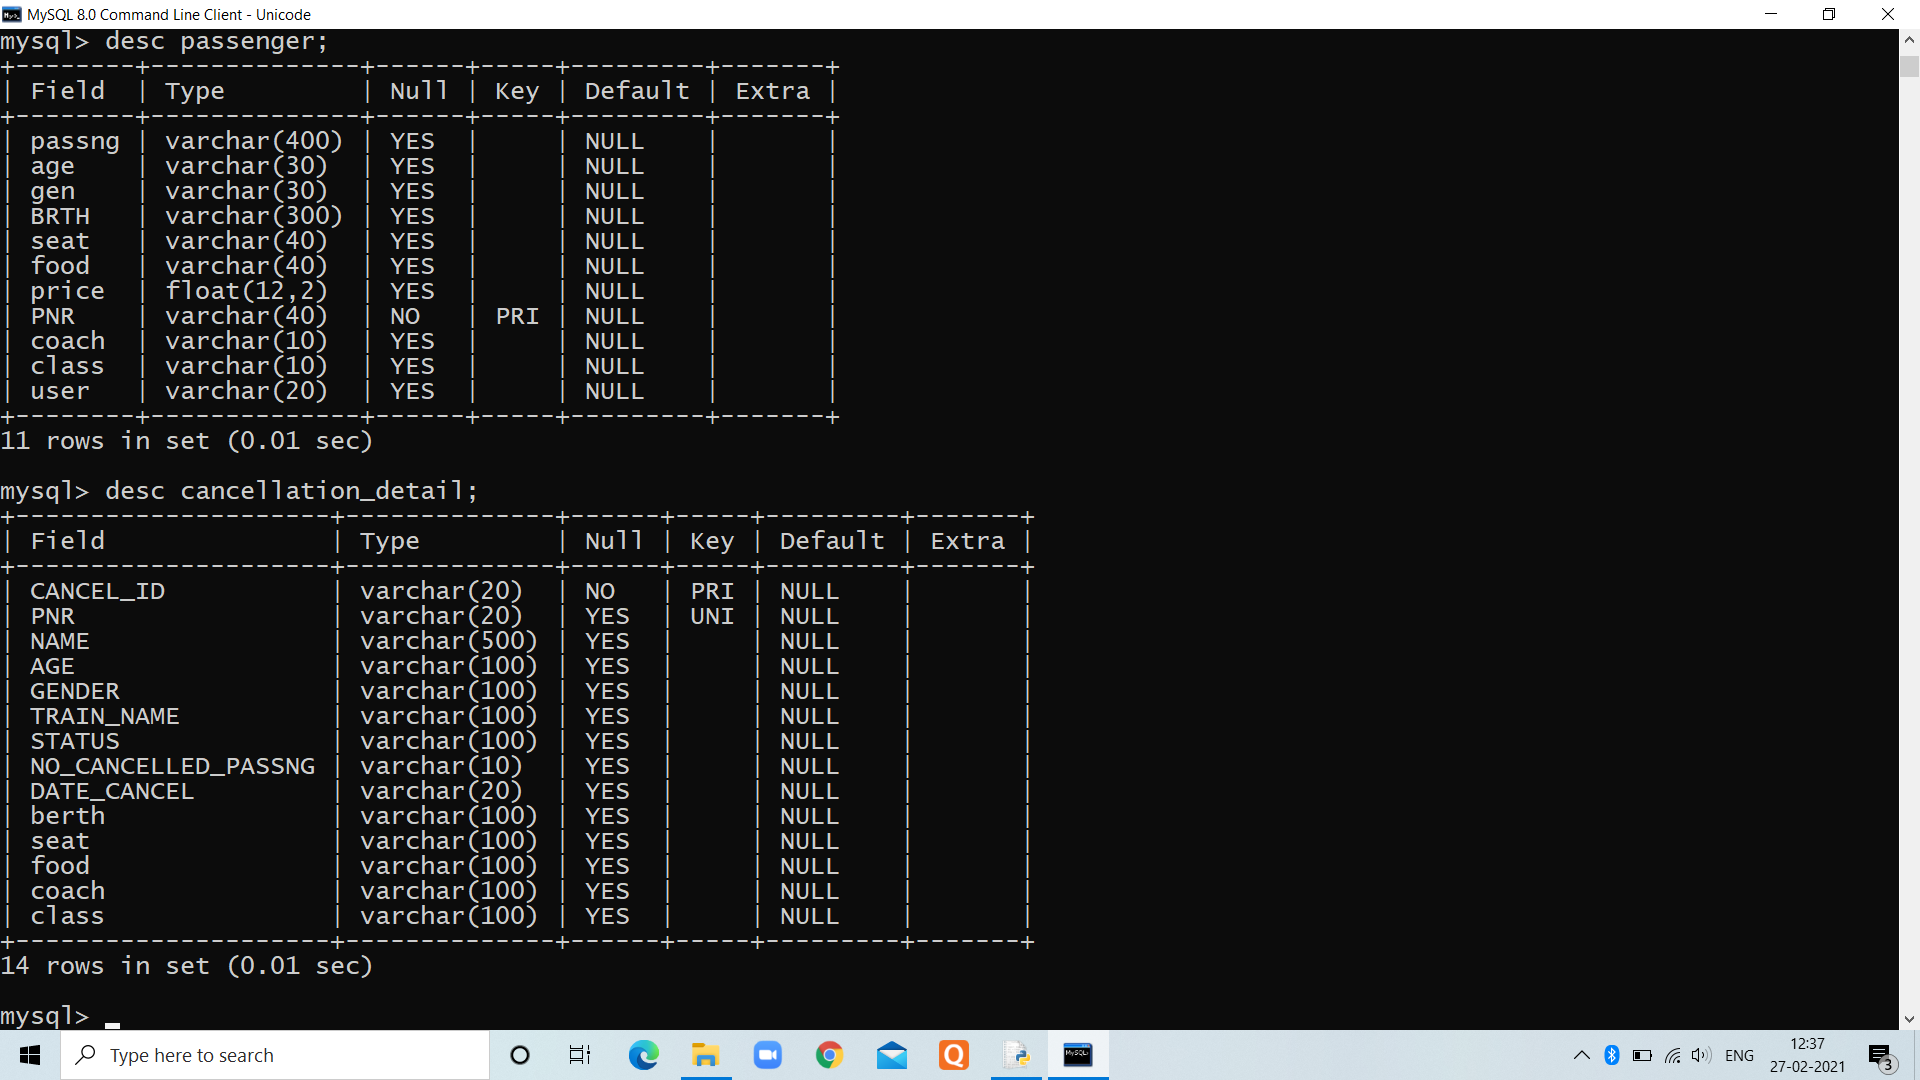 MySQL 8.0 Command Line Client - Unicode
mysql> desc passenger;
+--------+--------------+------+-----+---------+-------+
| Field  | Type         | Null | Key | Default | Extra |
+--------+--------------+------+-----+---------+-------+
| passng | varchar(400) | YES  |     | NULL    |       |
| age    | varchar(30)  | YES  |     | NULL    |       |
| gen    | varchar(30)  | YES  |     | NULL    |       |
| BRTH   | varchar(300) | YES  |     | NULL    |       |
| seat   | varchar(40)  | YES  |     | NULL    |       |
| food   | varchar(40)  | YES  |     | NULL    |       |
| price  | float(12,2)  | YES  |     | NULL    |       |
| PNR    | varchar(40)  | NO   | PRI | NULL    |       |
| coach  | varchar(10)  | YES  |     | NULL    |       |
| class  | varchar(10)  | YES  |     | NULL    |       |
| user   | varchar(20)  | YES  |     | NULL    |       |
+--------+--------------+------+-----+---------+-------+
11 rows in set (0.01 sec)
mysql> desc cancellation_detail;
+---------------------+--------------+------+-----+---------+-------+
| Field               | Type         | Null | Key | Default | Extra |
+---------------------+--------------+------+-----+---------+-------+
| CANCEL_ID           | varchar(20)  | NO   | PRI | NULL    |       |
| PNR                 | varchar(20)  | YES  | UNI | NULL    |       |
| NAME                | varchar(500) | YES  |     | NULL    |       |
| AGE                 | varchar(100) | YES  |     | NULL    |       |
| GENDER              | varchar(100) | YES  |     | NULL    |       |
| TRAIN_NAME          | varchar(100) | YES  |     | NULL    |       |
| STATUS              | varchar(100) | YES  |     | NULL    |       |
| NO_CANCELLED_PASSNG | varchar(10)  | YES  |     | NULL    |       |
| DATE_CANCEL         | varchar(20)  | YES  |     | NULL    |       |
| berth               | varchar(100) | YES  |     | NULL    |       |
| seat                | varchar(100) | YES  |     | NULL    |       |
| food                | varchar(100) | YES  |     | NULL    |       |
| coach               | varchar(100) | YES  |     | NULL    |       |
| class               | varchar(100) | YES  |     | NULL    |       |
+---------------------+--------------+------+-----+---------+-------+
14 rows in set (0.01 sec)
mysql> _
Type here to search
Q
MySQL
ENG
12:37
27-02-2021
3